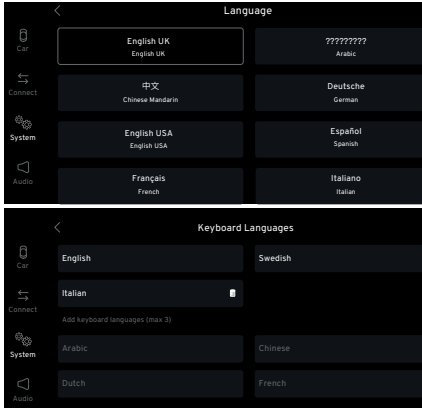 Language
Car
Connect
System
Audio
English UK
English UK
?????????
Arabic
中文
Chinese Mandarin
Deutsche
German
English USA
English USA
Español
Spanish
Français
French
Italiano
Italian
Keyboard Languages
Car
Connect
System
Audio
English
Swedish
Italian
Add keyboard languages (max 3)
Arabic
Chinese
Dutch
French